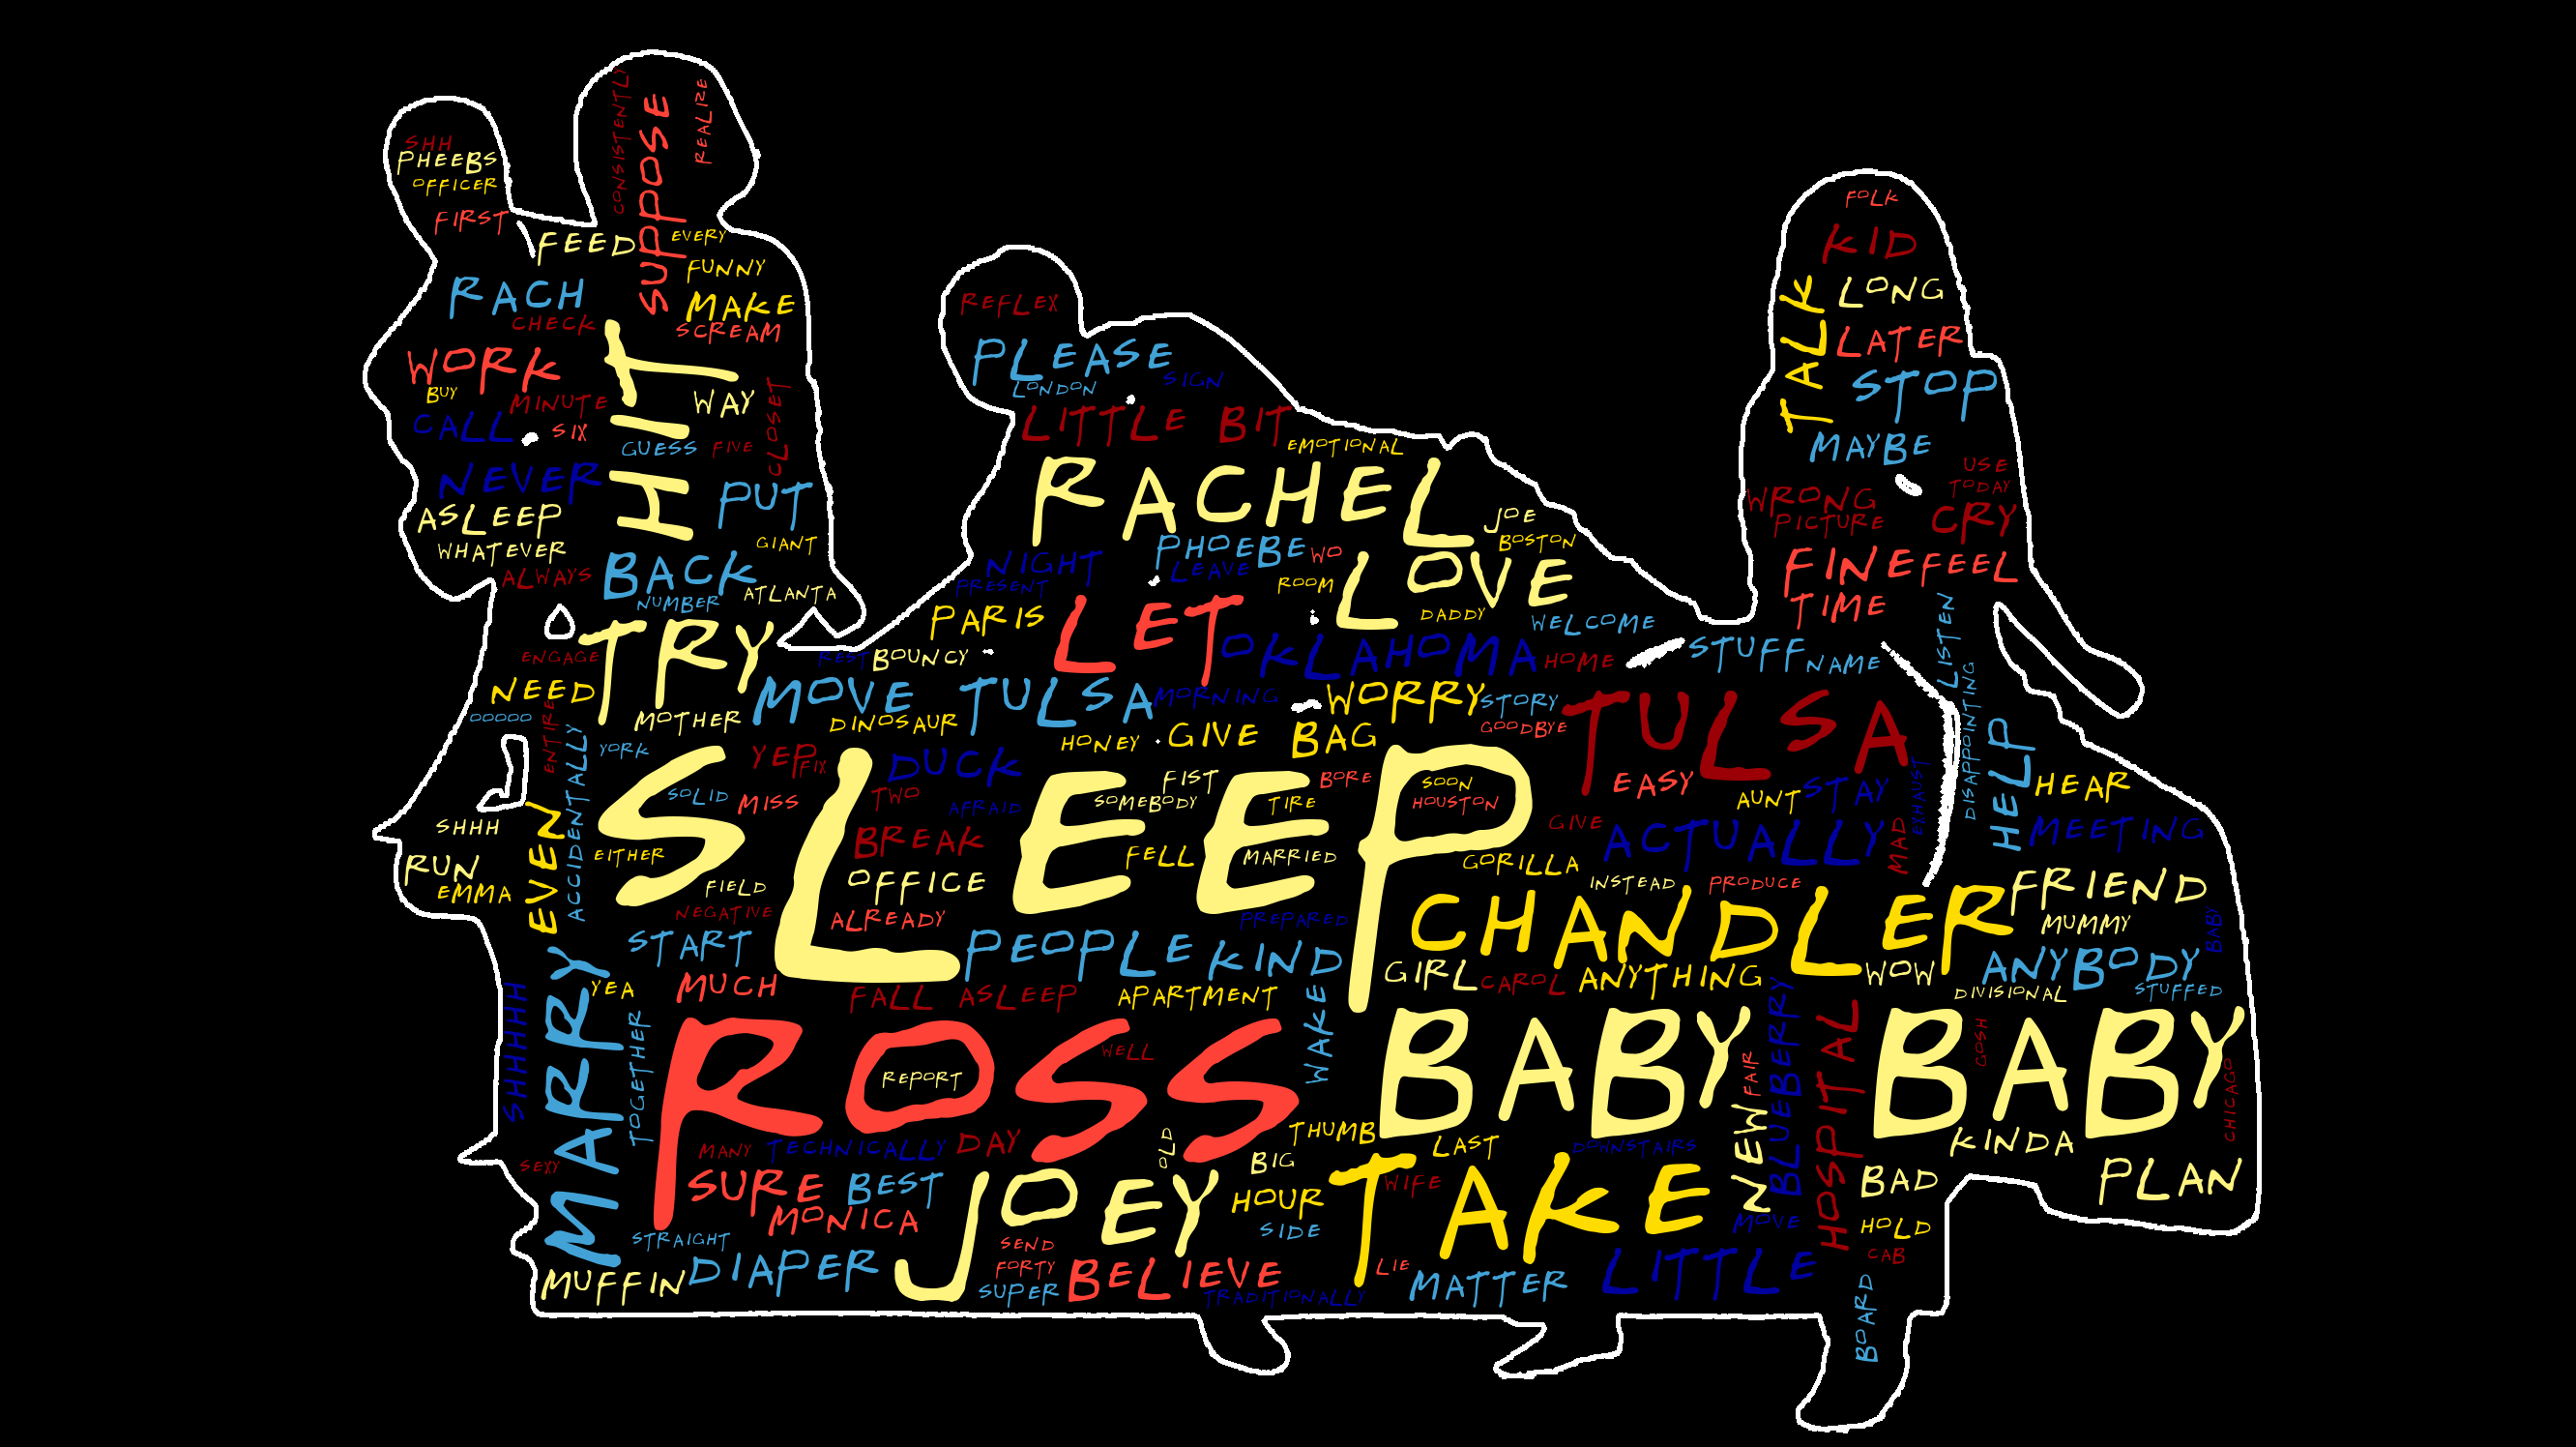 SHH
PHEEBS
OFFICER
FIRST
CONSISTENTLY
SUPPOSE
REALIZE
FEED
EVERY
FUNNY
RACH
MAKE
CHECK
SCREAM
WORK
HIT
BUY
MINUTE
WAY
CLOSET
CALL
SIX
GUESS
FIVE
NEVER
PUT
ASLEEP
WHATEVER
GIANT
ALWAYS
BACK
NUMBER
ATLANTA
REFLEX
PLEASE
LONDON
SIGN
LITTLE BIT
EMOTIONAL
RACHEL
JOE
BOSTON
NIGHT
PHOEBE
WO
LEAVE
PRESENT
ROOM
LOVE
PARIS
LET
DADDY
WELCOME
FOLK
KID
TALK
LONG
LATER
STOP
MAYBE
USE
TODAY
WRONG
PICTURE
CRY
FINE
FEEL
TIME
LISTEN
TRY
ENGAGE
REST
BOUNCY
OKLAHOMA
HOME
STUFF
NAME
NEED
OOOOO
ENTIRE
MOTHER
MOVE TULSA
MORNING
DINOSAUR
WORRY
STORY
GOODBYE
TULSA
DISAPPOINTING
ACCIDENTALLY
YORK
YEP
FIX
DUCK
HONEY
GIVE
BAG
HELP
HEAR
SLEEP
SOLID
MISS
TWO
AFRAID
FIST
SOMEBODY
TIRE
BORE
SOON
HOUSTON
EASY
AUNT
STAY
EXHAUST
SHHH
EVEN
RUN
EMMA
EITHER
BREAK
FELL
MARRIED
GIVE
ACTUALLY
MAD
MEETING
GORILLA
FIELD
OFFICE
INSTEAD
PRODUCE
NEGATIVE
ALREADY
PREPARED
CHANDLER
FRIEND
MUMMY
BABY
START
PEOPLE
KIND
GIRL
CAROL
ANYTHING
WOW
ANYBODY
STUFFED
DIVISIONAL
MARRY
YEA
MUCH
FALL ASLEEP
APARTMENT
WAKE
SHHHHH
TOGETHER
ROSS
REPORT
WELL
BABY
FAIR
BLUEBERRY
HOSPITAL
BABY
GOSH
CHICAGO
MANY
TECHNICALLY
DAY
OLD
THUMB
LAST
DOWNSTAIRS
NEW
KINDA
SEXY
SURE
BEST
MONICA
JOEY
BIG
HOUR
SIDE
TAKE
WIFE
MOVE
BAD
PLAN
HOLD
STRAIGHT
SEND
FORTY
SUPER
BELIEVE
LIE
CAB
MUFFIN
DIAPER
TRADITIONALLY
MATTER
LITTLE
BOARD